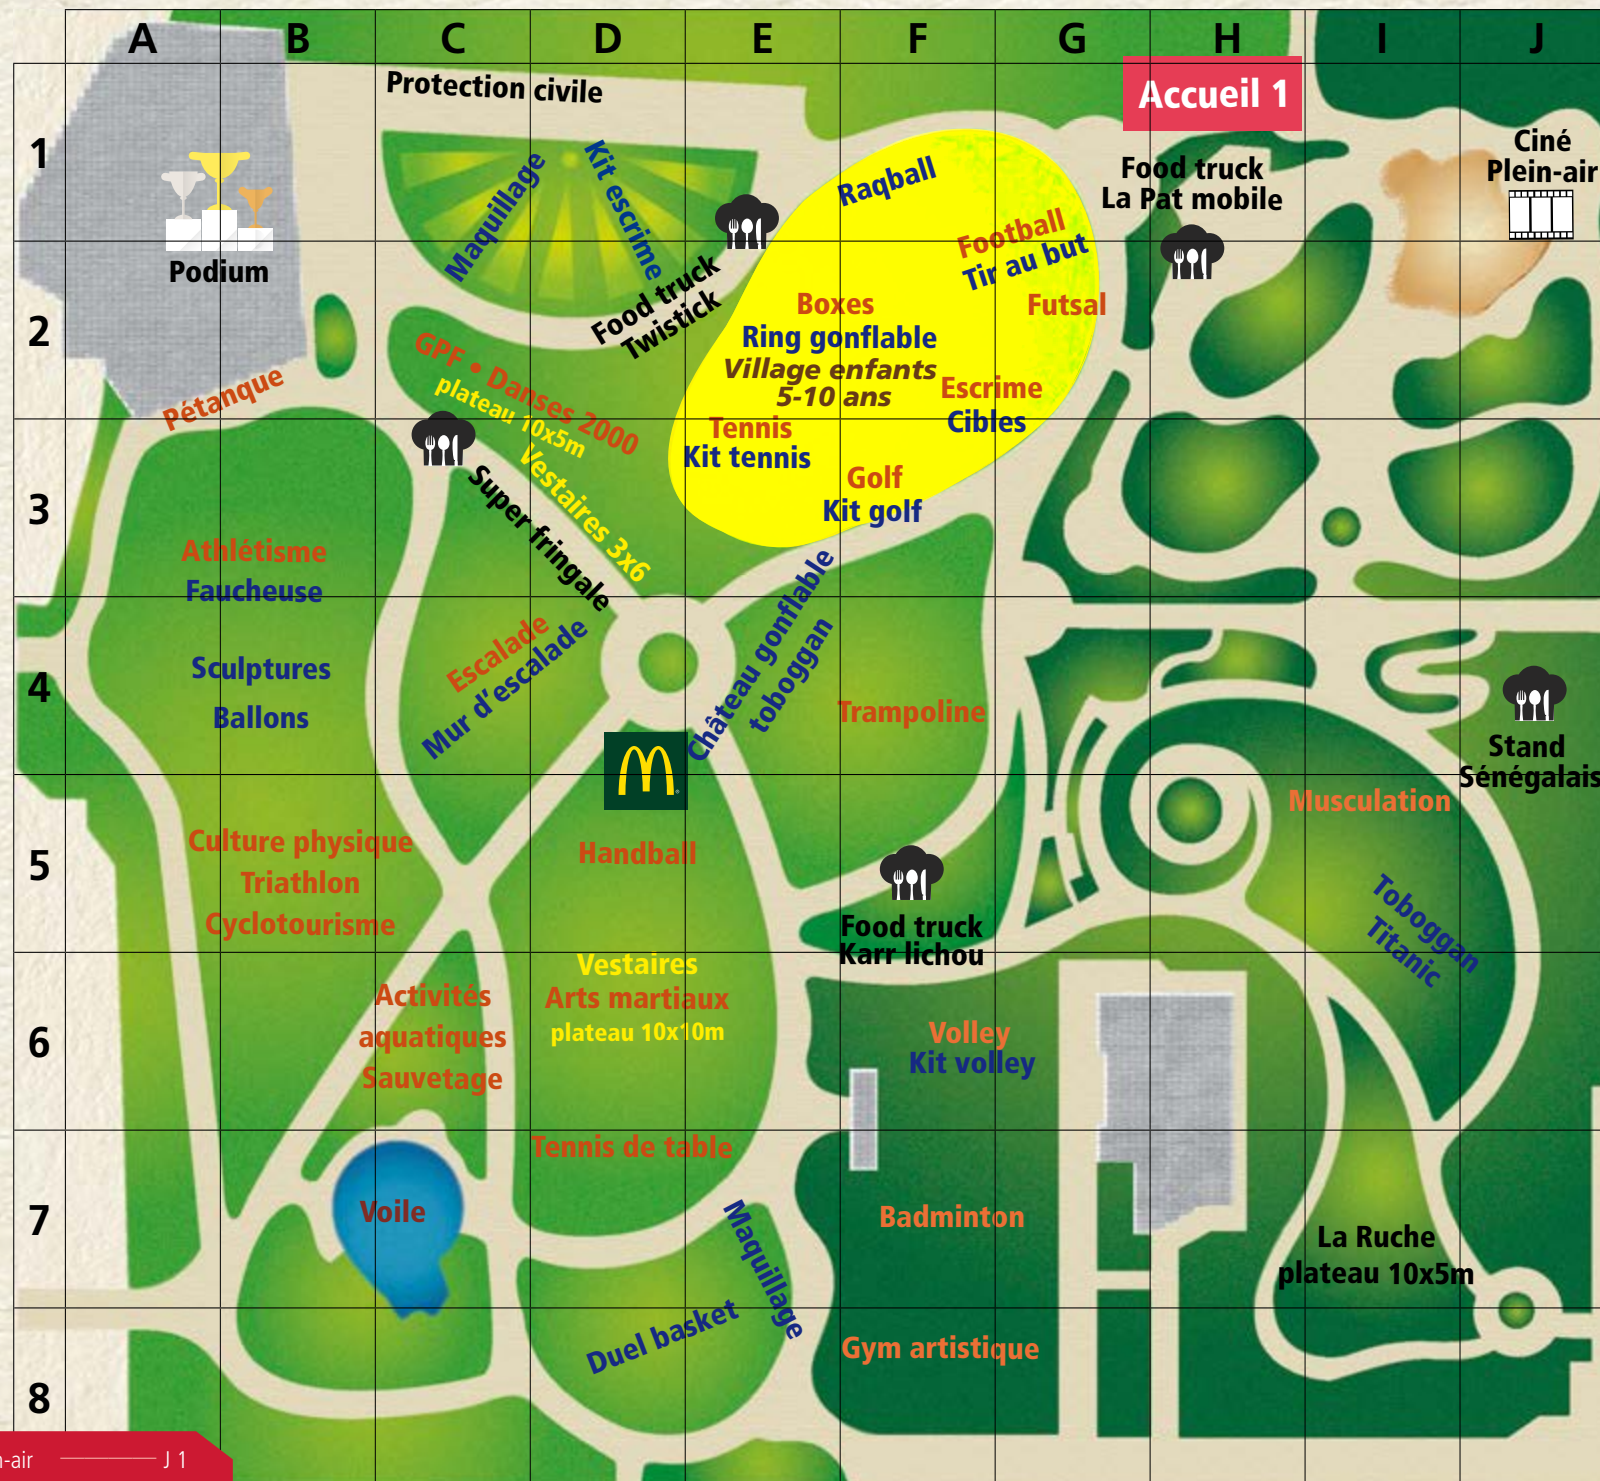 A B C D E F G H I J
Protection civile
Accueil 1
1
Maquillage
Kit escrime
Raqball
Food truck
La Pat mobile
Ciné
Plein-air
Football
Tir au but
Podium
Food truck
Twistick
2
Boxes
Ring gonflable
Village enfants
5-10 ans
Futsal
Escrime
Cibles
GPF • Danses 2000
plateau 10x5m
Pétanque
Tennis
Kit tennis
3
Vestaires 3x6
Super fringale
Golf
Kit golf
Athlétisme
Faucheuse
Château gonflable
toboggan
4
Sculptures
Ballons
Escalade
Mur d'escalade
Trampoline
Stand
Sénégalais
Musculation
5
Culture physique
Triathlon
Cyclotourisme
Handball
Food truck
Karr lichou
Toboggan
Titanic
Vestaires
Arts martiaux
plateau 10x10m
6
Activités
aquatiques
Sauvetage
Volley
Kit volley
Tennis de table
7
Voile
Maquillage
Badminton
La Ruche
plateau 10x5m
Duel basket
Gym artistique
8
n-air J 1